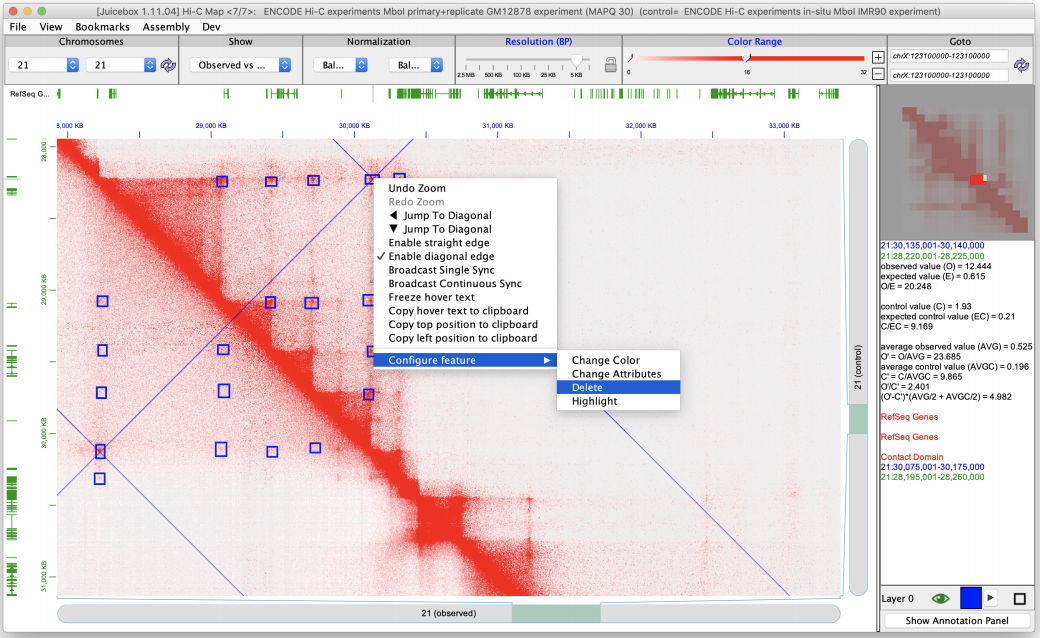 [Juicebox 1.11.04] Hi-C Map <7/7>: ENCODE Hi-C experiments MboI primary+replicate GM12878 experiment (MAPQ 30) (control= ENCODE Hi-C experiments in-situ MboI IMR90 experiment)
File View Bookmarks Assembly Dev
Chromosomes Show Normalization Resolution (BP) Color Range Goto
21 21 Observed vs ... Bal... Bal...
2.5 MB 500 KB 100 KB 25 KB 5 KB
0 16 32
+
−
chrX:123100000-123100000
chrX:123100000-123100000
RefSeq G...
8,000 KB 29,000 KB 30,000 KB 31,000 KB 32,000 KB 33,000 KB
28,000
29,000 KB
30,000 KB
31,000 KB
Undo Zoom
Redo Zoom
◀ Jump To Diagonal
▼ Jump To Diagonal
Enable straight edge
✓ Enable diagonal edge
Broadcast Single Sync
Broadcast Continuous Sync
Freeze hover text
Copy hover text to clipboard
Copy top position to clipboard
Copy left position to clipboard
Configure feature ▶
Change Color
Change Attributes
Delete
Highlight
21 (control)
21 (observed)
21:30,135,001-30,140,000
21:28,220,001-28,225,000
observed value (O) = 12.444
expected value (E) = 0.615
O/E = 20.248
control value (C) = 1.93
expected control value (EC) = 0.21
C/EC = 9.169
average observed value (AVG) = 0.525
O' = O/AVG = 23.685
average control value (AVGC) = 0.196
C' = C/AVGC = 9.865
O'/C' = 2.401
(O'-C')*(AVG/2 + AVGC/2) = 4.982
RefSeq Genes
RefSeq Genes
Contact Domain
21:30,075,001-30,175,000
21:28,195,001-28,260,000
Layer 0
Show Annotation Panel